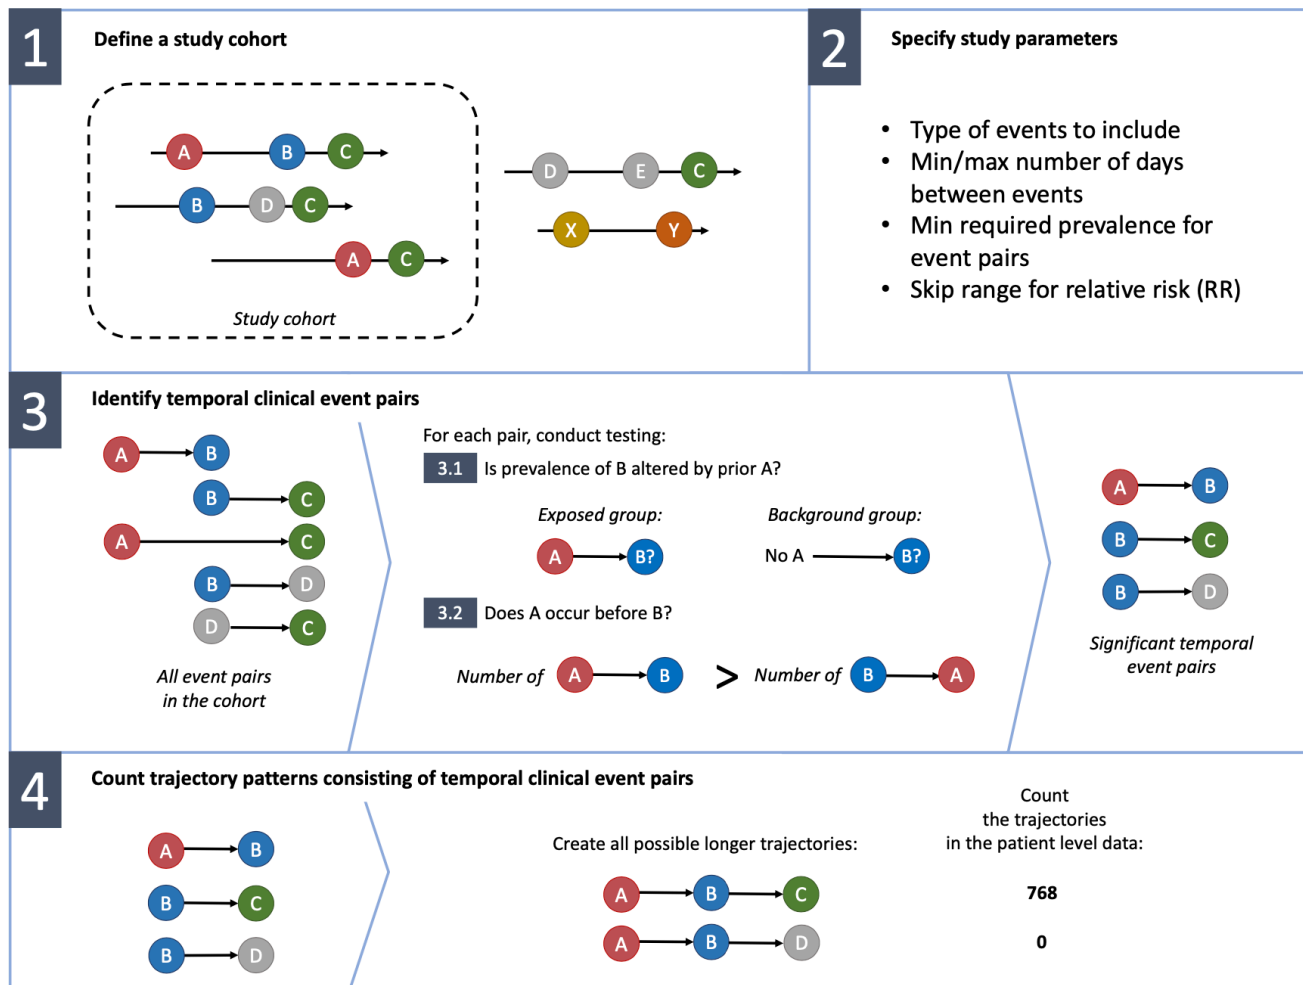 1
Define a study cohort
A B C
B D C
A C
Study cohort
D E C
X Y
2
Specify study parameters
• Type of events to include
• Min/max number of days
between events
• Min required prevalence for
event pairs
• Skip range for relative risk (RR)
3
Identify temporal clinical event pairs
A B
B C
A C
B D
D C
All event pairs
in the cohort
For each pair, conduct testing:
3.1 Is prevalence of B altered by prior A?
Exposed group: Background group:
A B? No A B?
3.2 Does A occur before B?
Number of A B > Number of B A
A B
B C
B D
Significant temporal
event pairs
4
Count trajectory patterns consisting of temporal clinical event pairs
A B
B C
B D
Create all possible longer trajectories:
A B C
A B D
Count
the trajectories
in the patient level data:
768
0